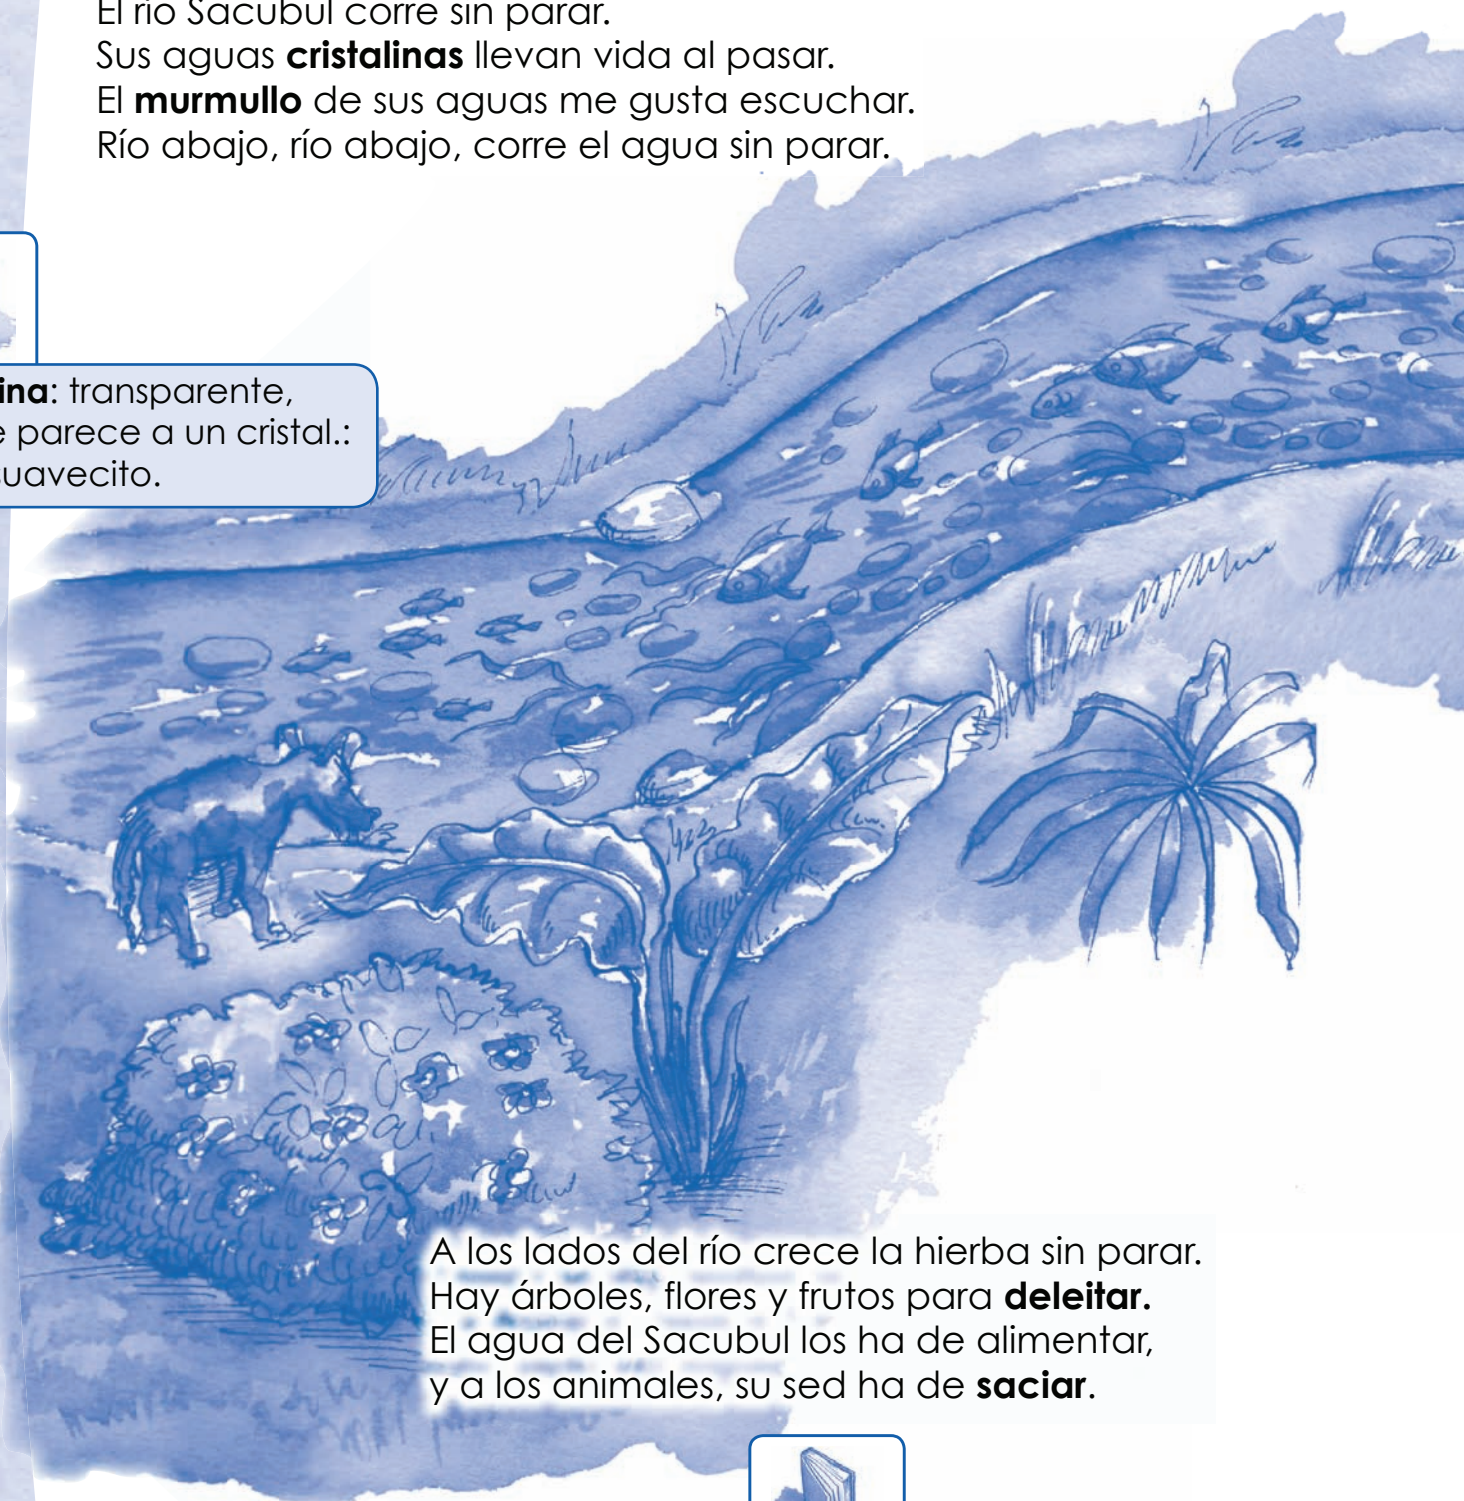 El río Sacubul corre sin parar.
Sus aguas cristalinas llevan vida al pasar.
El murmullo de sus aguas me gusta escuchar.
Río abajo, río abajo, corre el agua sin parar.
ina: transparente,
e parece a un cristal.:
suavecito.
A los lados del río crece la hierba sin parar.
Hay árboles, flores y frutos para deleitar.
El agua del Sacubul los ha de alimentar,
y a los animales, su sed ha de saciar.